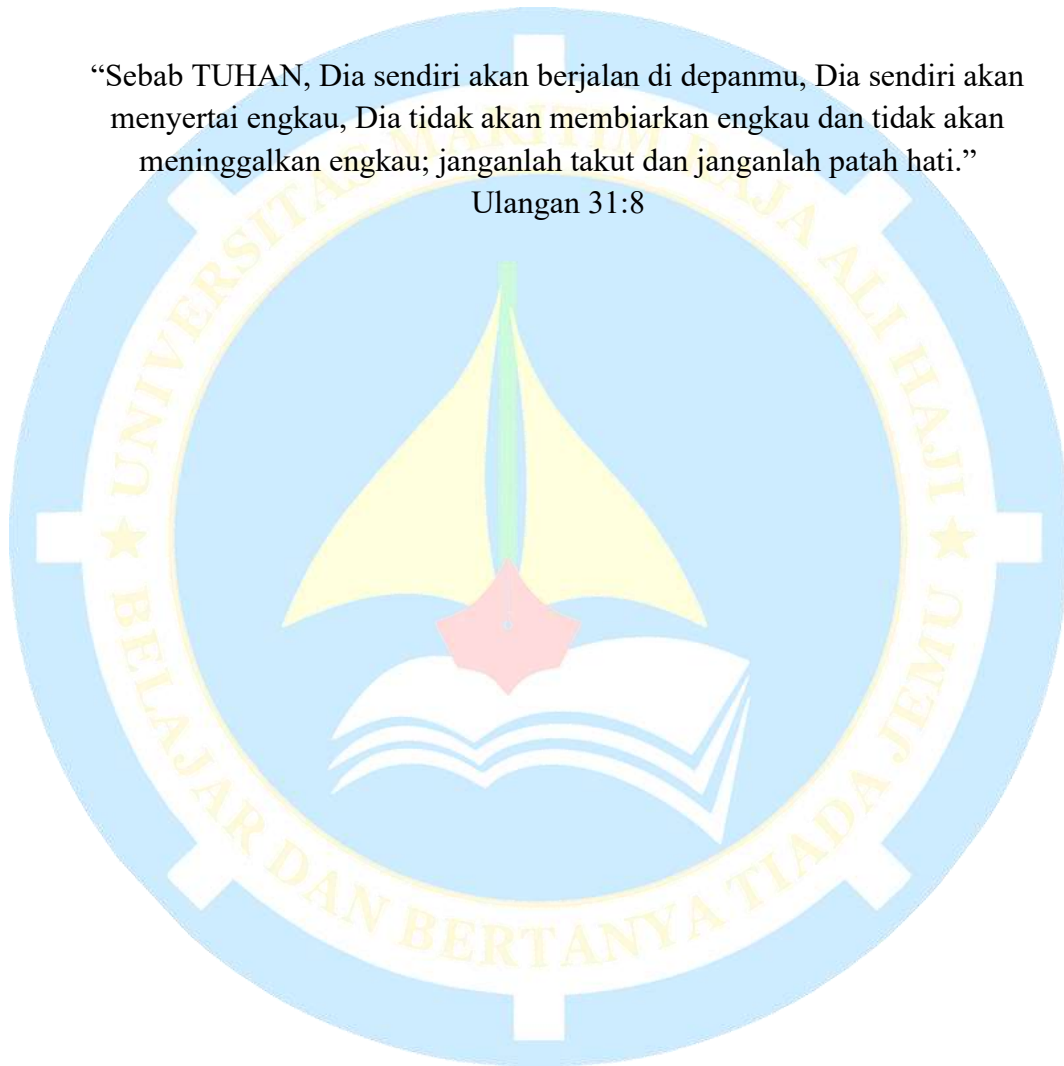 “Sebab TUHAN, Dia sendiri akan berjalan di depanmu, Dia sendiri akan
menyertai engkau, Dia tidak akan membiarkan engkau dan tidak akan
meninggalkan engkau; janganlah takut dan janganlah patah hati.”
Ulangan 31:8
UNIVERSITAS MARITIM RAJA ALI HAJI
BELAJAR DAN BERTANYA TIADA JEMU